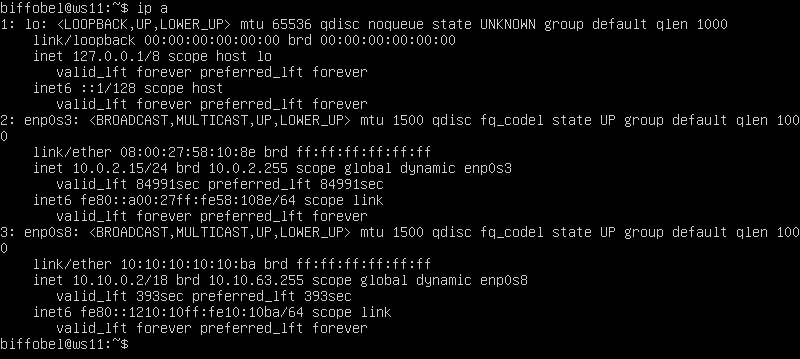 biffobel@ws11:~$ ip a
1: lo: <LOOPBACK,UP,LOWER_UP> mtu 65536 qdisc noqueue state UNKNOWN group default qlen 1000
    link/loopback 00:00:00:00:00:00 brd 00:00:00:00:00:00
    inet 127.0.0.1/8 scope host lo
       valid_lft forever preferred_lft forever
    inet6 ::1/128 scope host
       valid_lft forever preferred_lft forever
2: enp0s3: <BROADCAST,MULTICAST,UP,LOWER_UP> mtu 1500 qdisc fq_codel state UP group default qlen 100
0
    link/ether 08:00:27:58:10:8e brd ff:ff:ff:ff:ff:ff
    inet 10.0.2.15/24 brd 10.0.2.255 scope global dynamic enp0s3
       valid_lft 84991sec preferred_lft 84991sec
    inet6 fe80::a00:27ff:fe58:108e/64 scope link
       valid_lft forever preferred_lft forever
3: enp0s8: <BROADCAST,MULTICAST,UP,LOWER_UP> mtu 1500 qdisc fq_codel state UP group default qlen 100
0
    link/ether 10:10:10:10:10:ba brd ff:ff:ff:ff:ff:ff
    inet 10.10.0.2/18 brd 10.10.63.255 scope global dynamic enp0s8
       valid_lft 393sec preferred_lft 393sec
    inet6 fe80::1210:10ff:fe10:10ba/64 scope link
       valid_lft forever preferred_lft forever
biffobel@ws11:~$